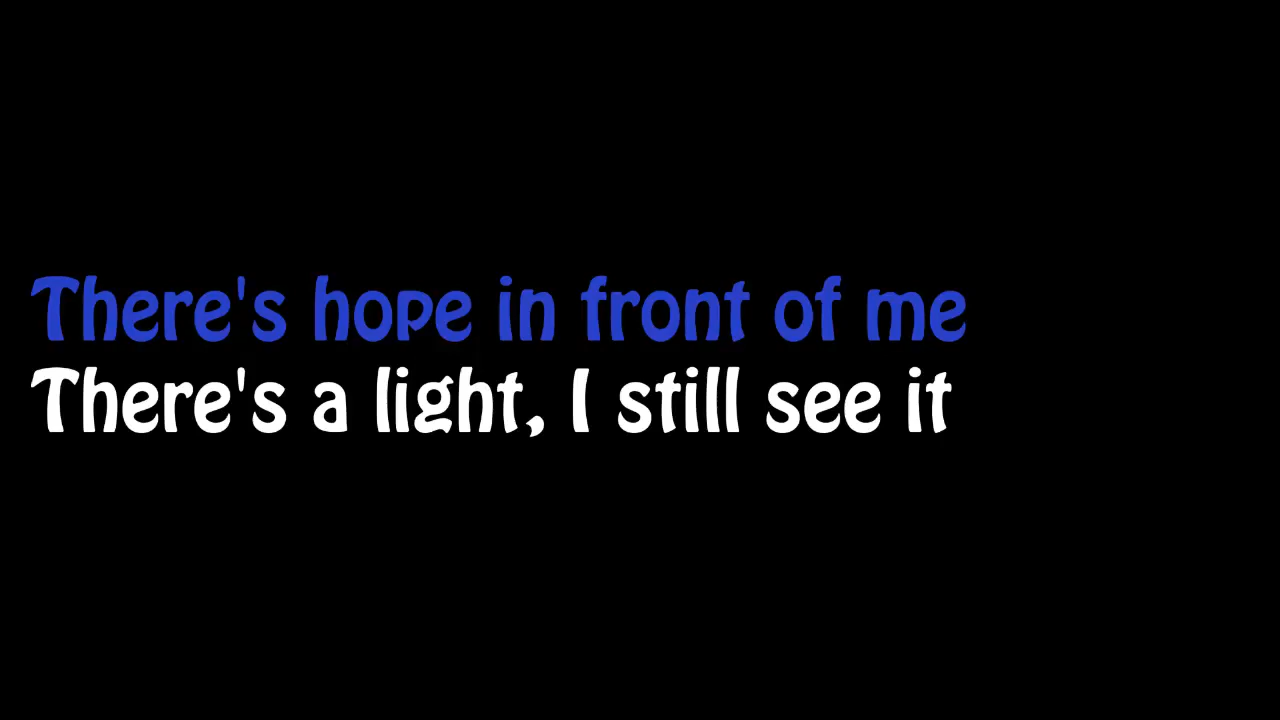 There's hope in front of me
There's a light, I still see it